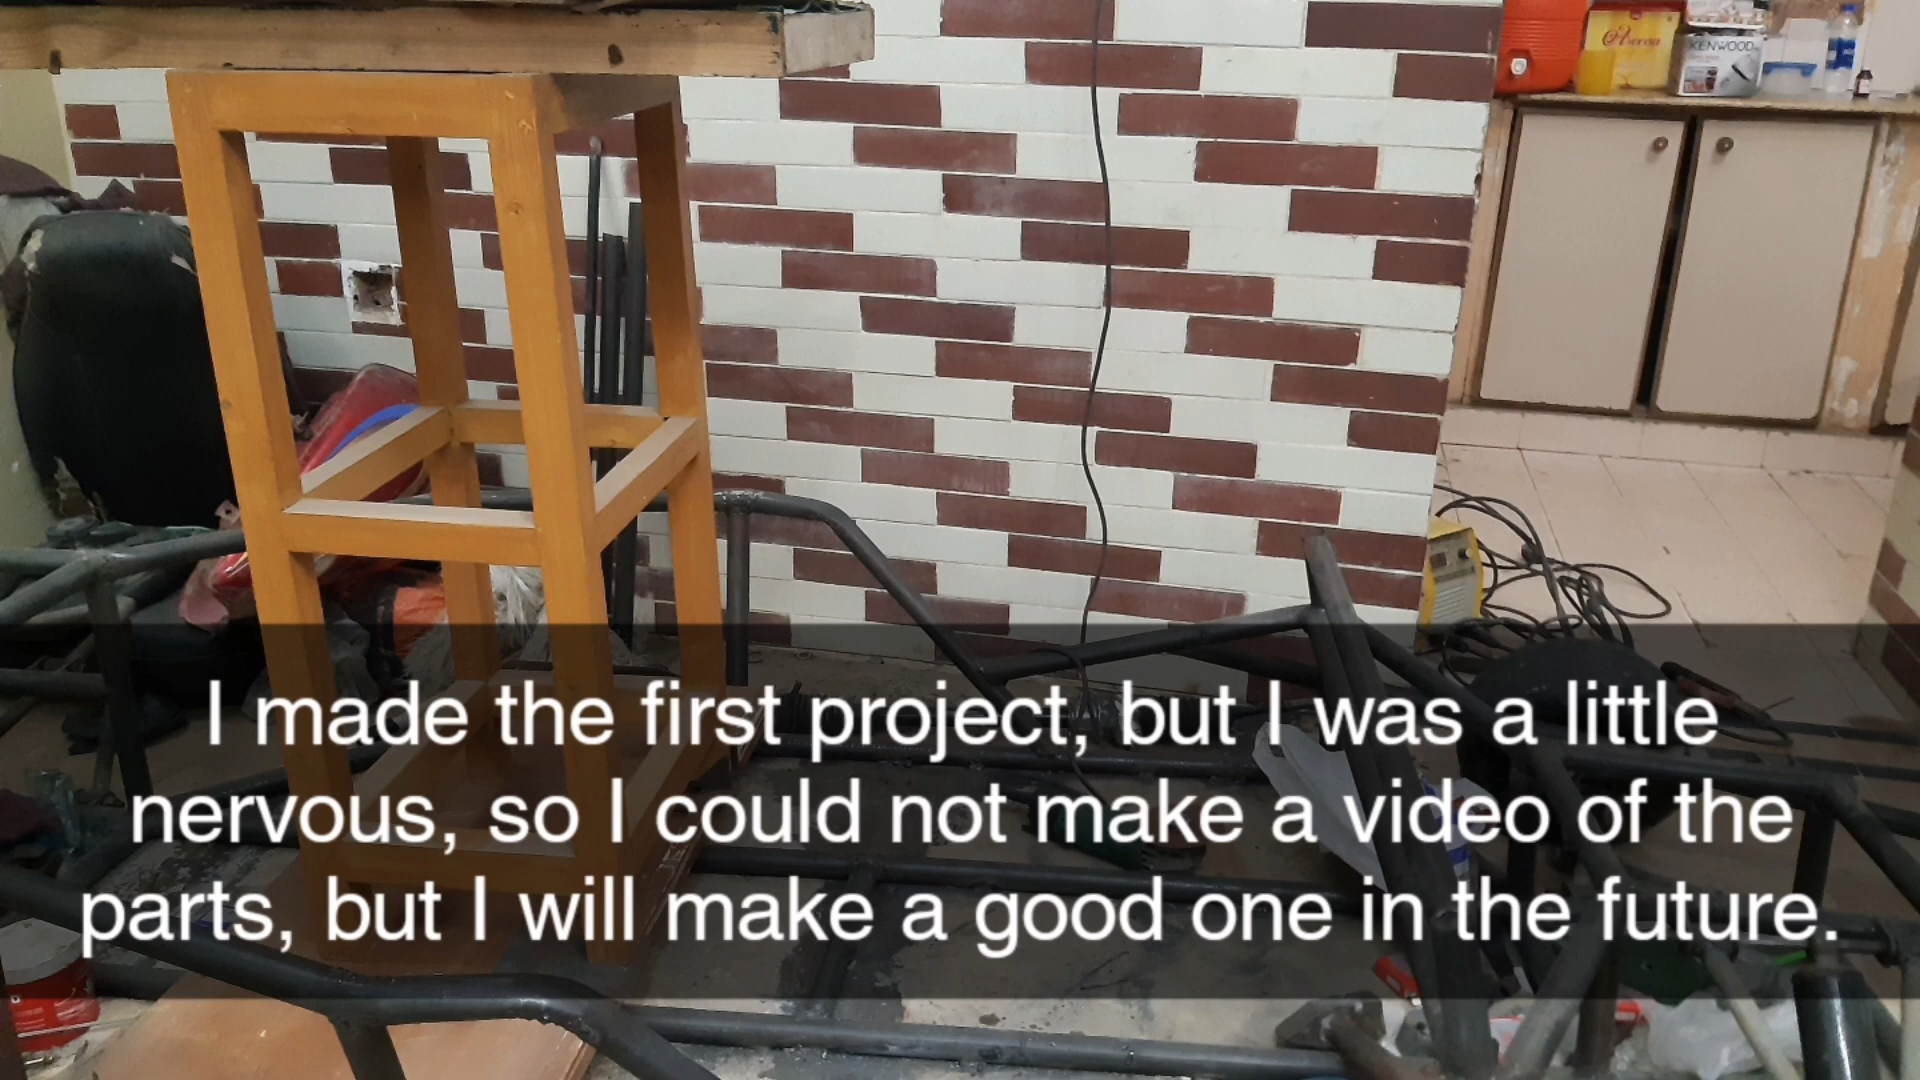 KENWOOD
I made the first project, but I was a little
nervous, so I could not make a video of the
parts, but I will make a good one in the future.